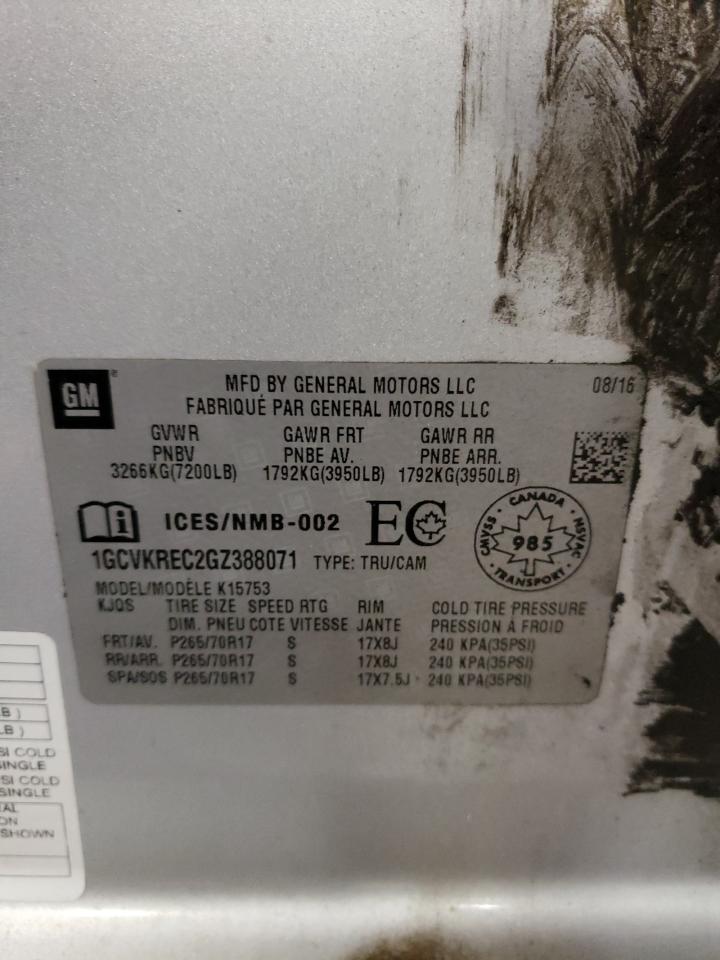 GM
MFD BY GENERAL MOTORS LLC
08/16
FABRIQUÉ PAR GENERAL MOTORS LLC
GVWR GAWR FRT GAWR RR
PNBV PNBE AV. PNBE ARR.
3266KG(7200LB) 1792KG(3950LB) 1792KG(3950LB)
i ICES/NMB-002 EC
CANADA
CMVSS 985 NSVAC
TRANSPORT
1GCVKREC2GZ388071 TYPE: TRU/CAM
MODEL/MODÈLE K15753
KJQS TIRE SIZE SPEED RTG RIM COLD TIRE PRESSURE
DIM. PNEU COTE VITESSE JANTE PRESSION À FROID
FRT/AV. P265/70R17 S 17X8J 240 KPA(35PSI)
RR/ARR. P265/70R17 S 17X8J 240 KPA(35PSI)
SPA/SOS P265/70R17 S 17X7.5J 240 KPA(35PSI)
B )
LB )
SI COLD
SINGLE
SI COLD
SINGLE
ON
SHOWN